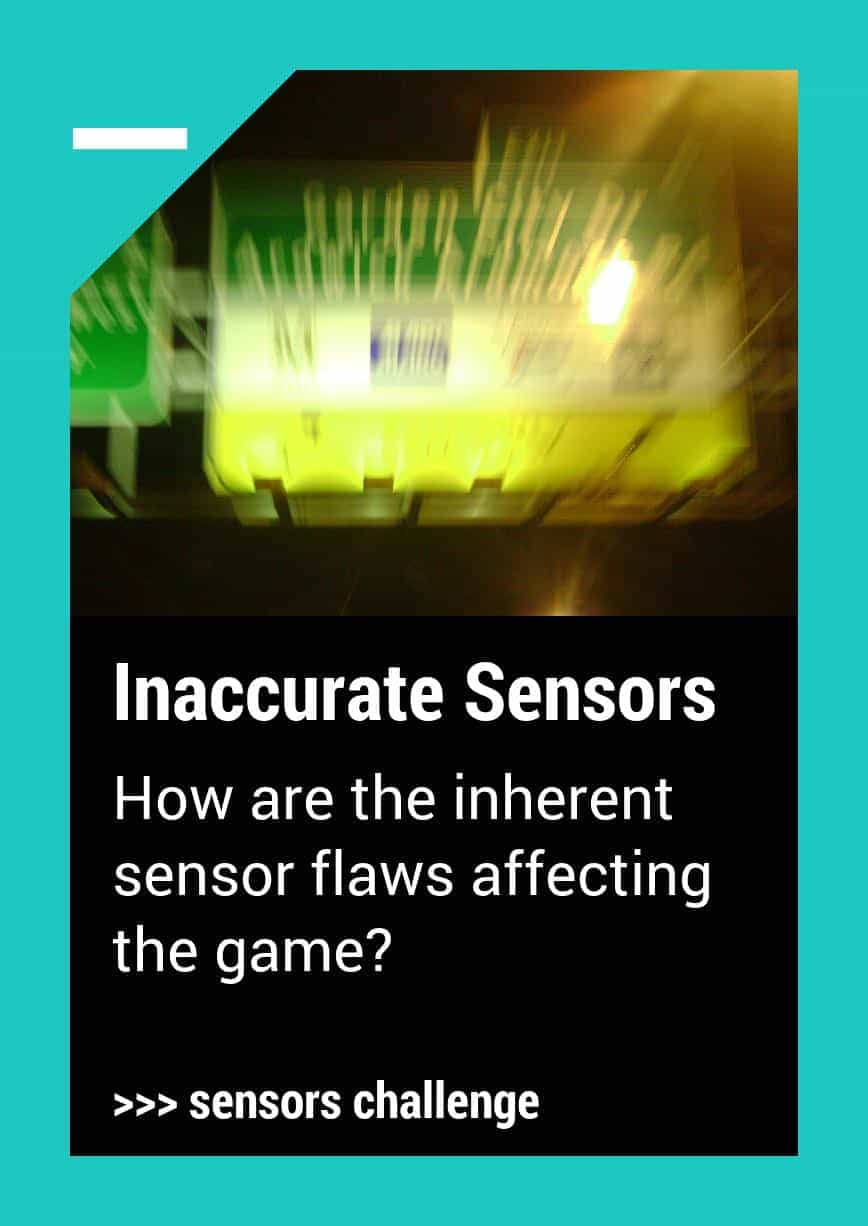 Inaccurate Sensors
How are the inherent
sensor flaws affecting
the game?
>>> sensors challenge